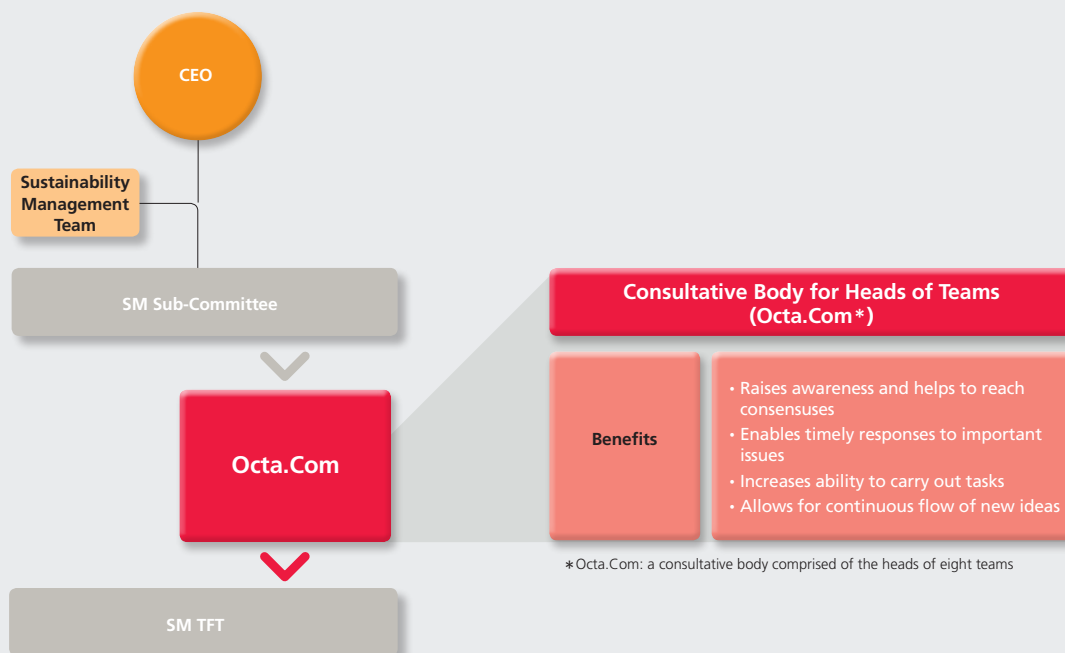 CEO
Sustainability
Management
Team
SM Sub-Committee
Octa.Com
SM TFT
Consultative Body for Heads of Teams
(Octa.Com*)
Benefits
• Raises awareness and helps to reach
consensuses
• Enables timely responses to important
issues
• Increases ability to carry out tasks
• Allows for continuous flow of new ideas
*Octa.Com: a consultative body comprised of the heads of eight teams